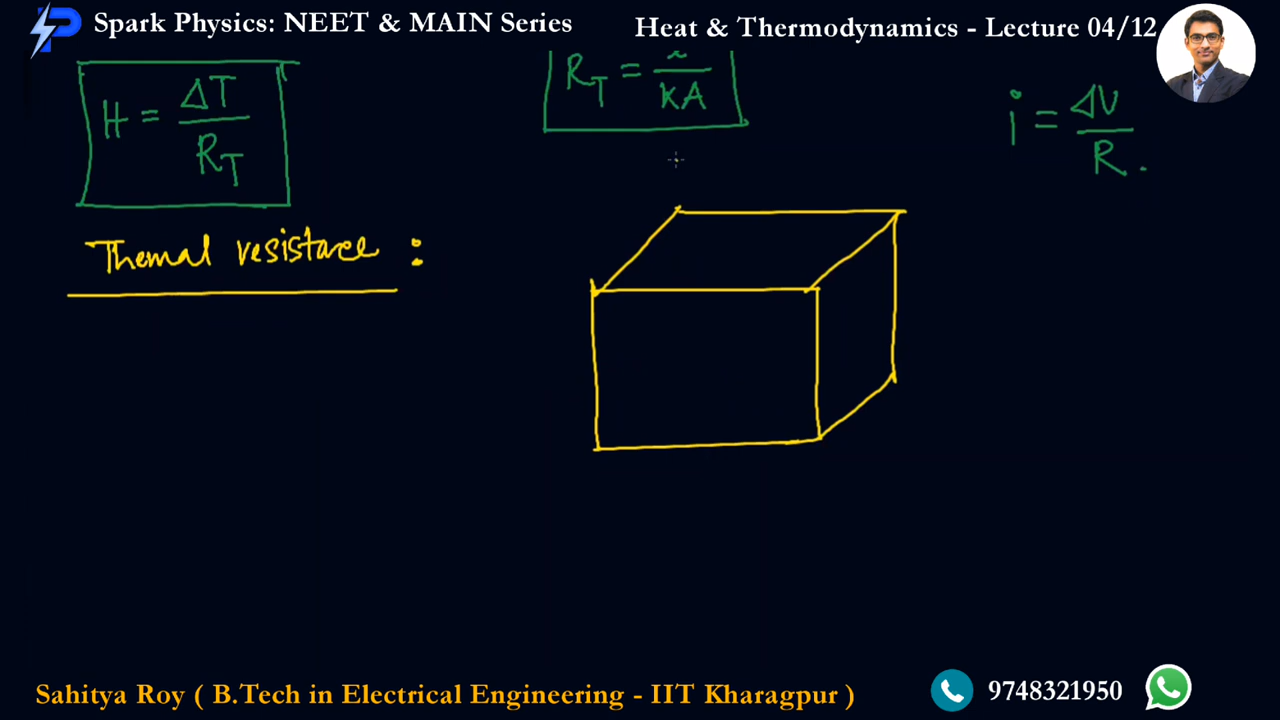 Spark Physics: NEET & MAIN Series
Heat & Thermodynamics - Lecture 04/12
H = ΔT / R_T
R_T = / KA
i = ΔV / R .
Themal resistace :
Sahitya Roy ( B.Tech in Electrical Engineering - IIT Kharagpur )
9748321950